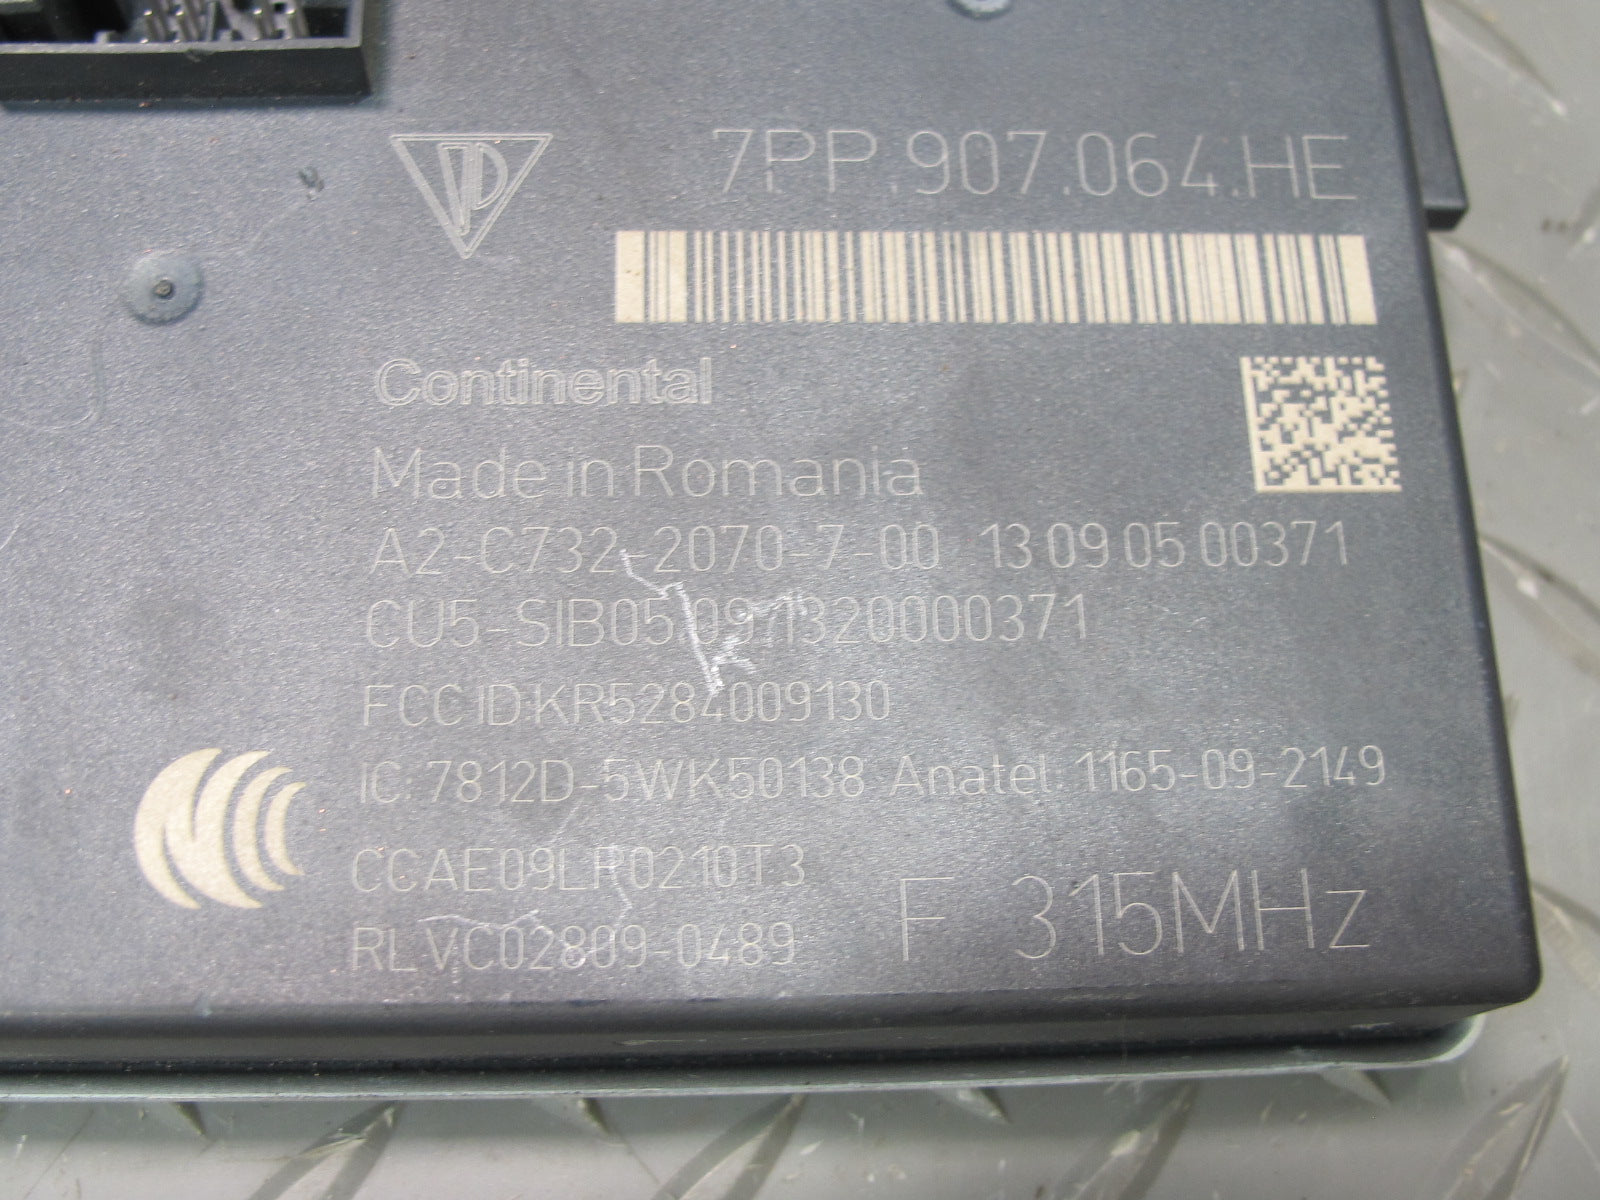 7PP.907.064.HE
Continental
Made in Romania
A2-C732-2070-7-00 13 09 05 00371
CU5-SIB05/09/1320000371
FCC ID:KR5284009130
IC: 7812D-5WK50138 Anatel: 1165-09-2149
CCAE09LP0210T3
RLVC02809-0489
F 315MHz